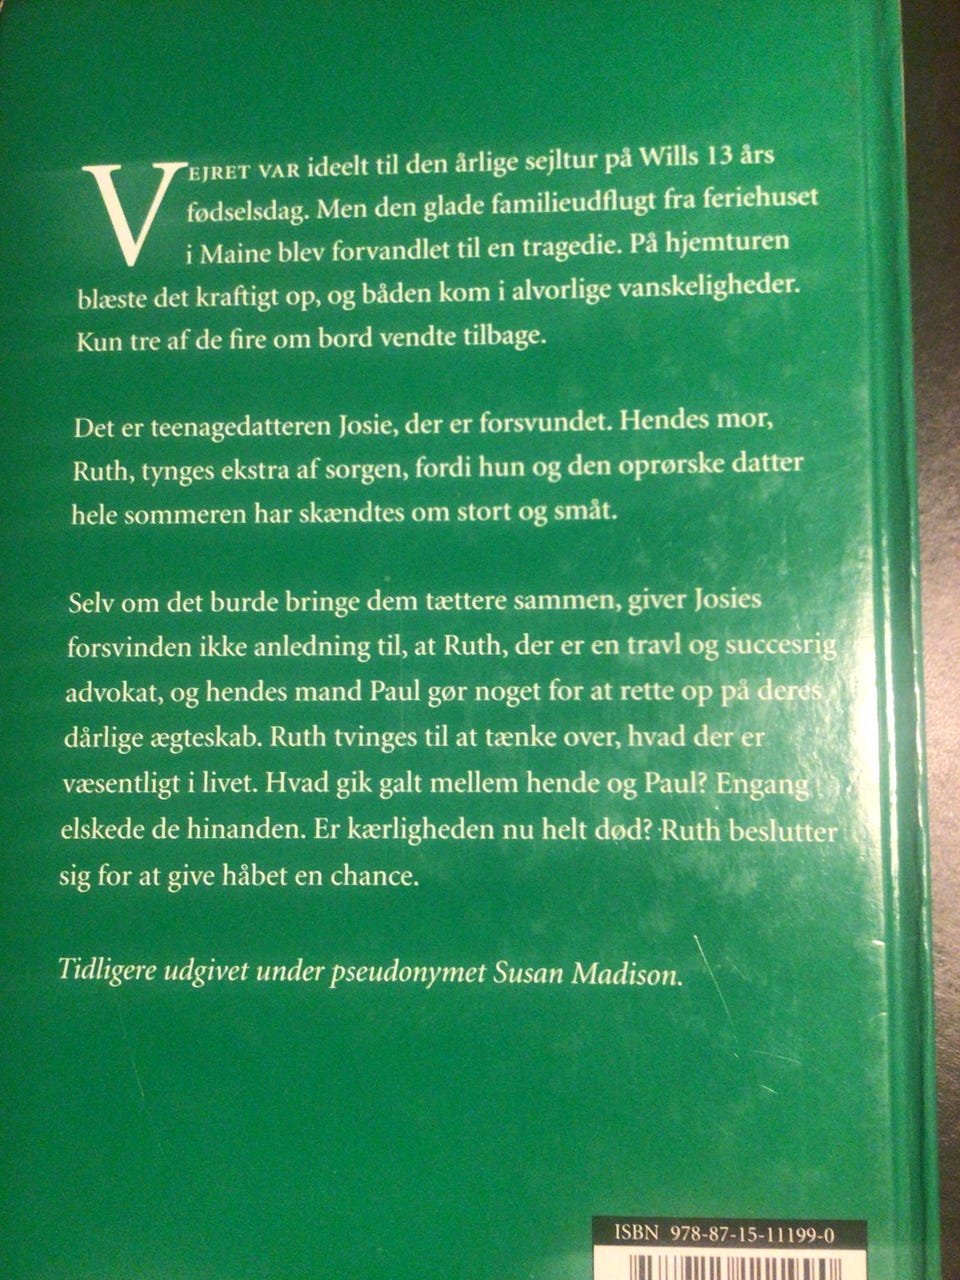 VEJRET VAR ideelt til den årlige sejltur på Wills 13 års
fødselsdag. Men den glade familieudflugt fra feriehuset
i Maine blev forvandlet til en tragedie. På hjemturen
blæste det kraftigt op, og båden kom i alvorlige vanskeligheder.
Kun tre af de fire om bord vendte tilbage.
Det er teenagedatteren Josie, der er forsvundet. Hendes mor,
Ruth, tynges ekstra af sorgen, fordi hun og den oprørske datter
hele sommeren har skændtes om stort og småt.
Selv om det burde bringe dem tættere sammen, giver Josies
forsvinden ikke anledning til, at Ruth, der er en travl og succesrig
advokat, og hendes mand Paul gør noget for at rette op på deres
dårlige ægteskab. Ruth tvinges til at tænke over, hvad der er
væsentligt i livet. Hvad gik galt mellem hende og Paul? Engang
elskede de hinanden. Er kærligheden nu helt død? Ruth beslutter
sig for at give håbet en chance.
Tidligere udgivet under pseudonymet Susan Madison.
ISBN 978-87-15-11199-0